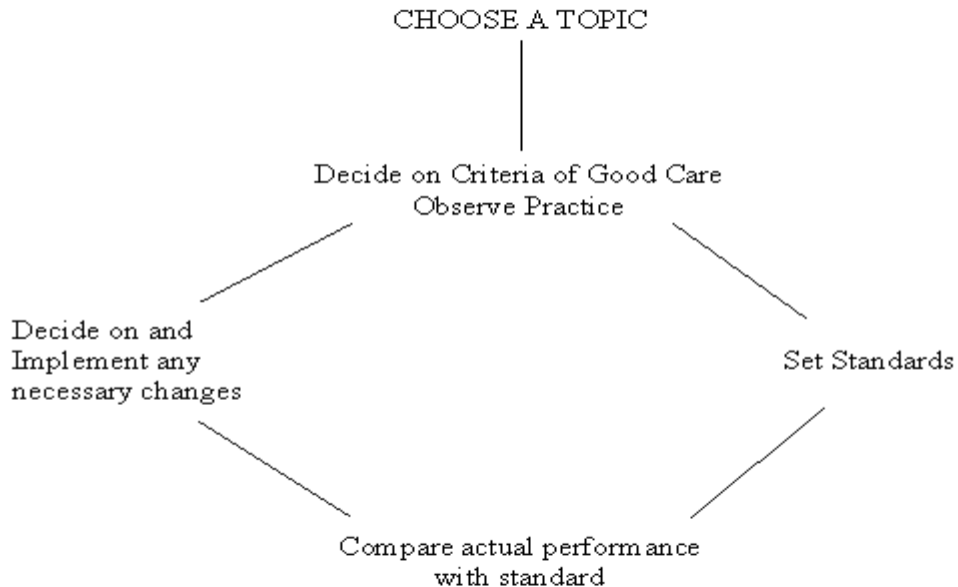 CHOOSE A TOPIC
Decide on Criteria of Good Care
Observe Practice
Decide on and
Implement any
necessary changes
Set Standards
Compare actual performance
with standard